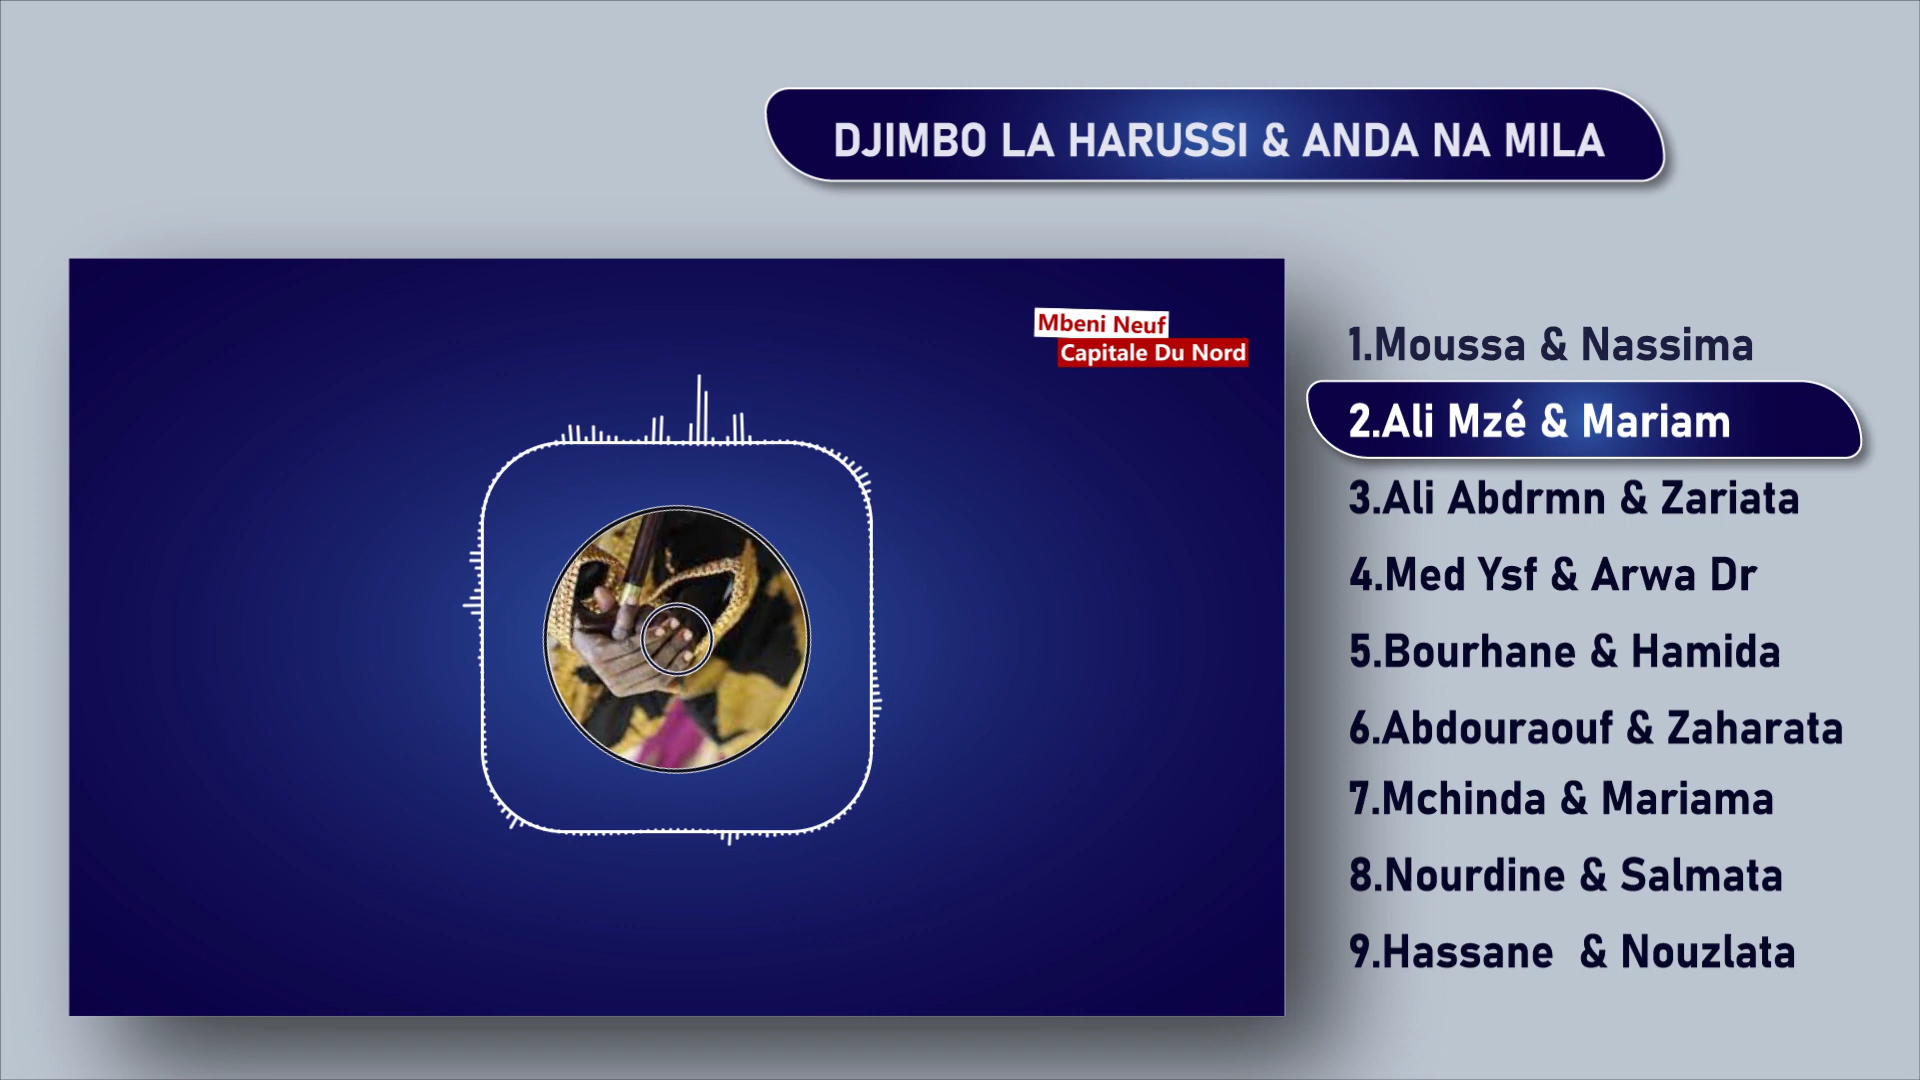 DJIMBO LA HARUSSI & ANDA NA MILA
Mbeni Neuf
Capitale Du Nord
1.Moussa & Nassima
2.Ali Mzé & Mariam
3.Ali Abdrmn & Zariata
4.Med Ysf & Arwa Dr
5.Bourhane & Hamida
6.Abdouraouf & Zaharata
7.Mchinda & Mariama
8.Nourdine & Salmata
9.Hassane  & Nouzlata